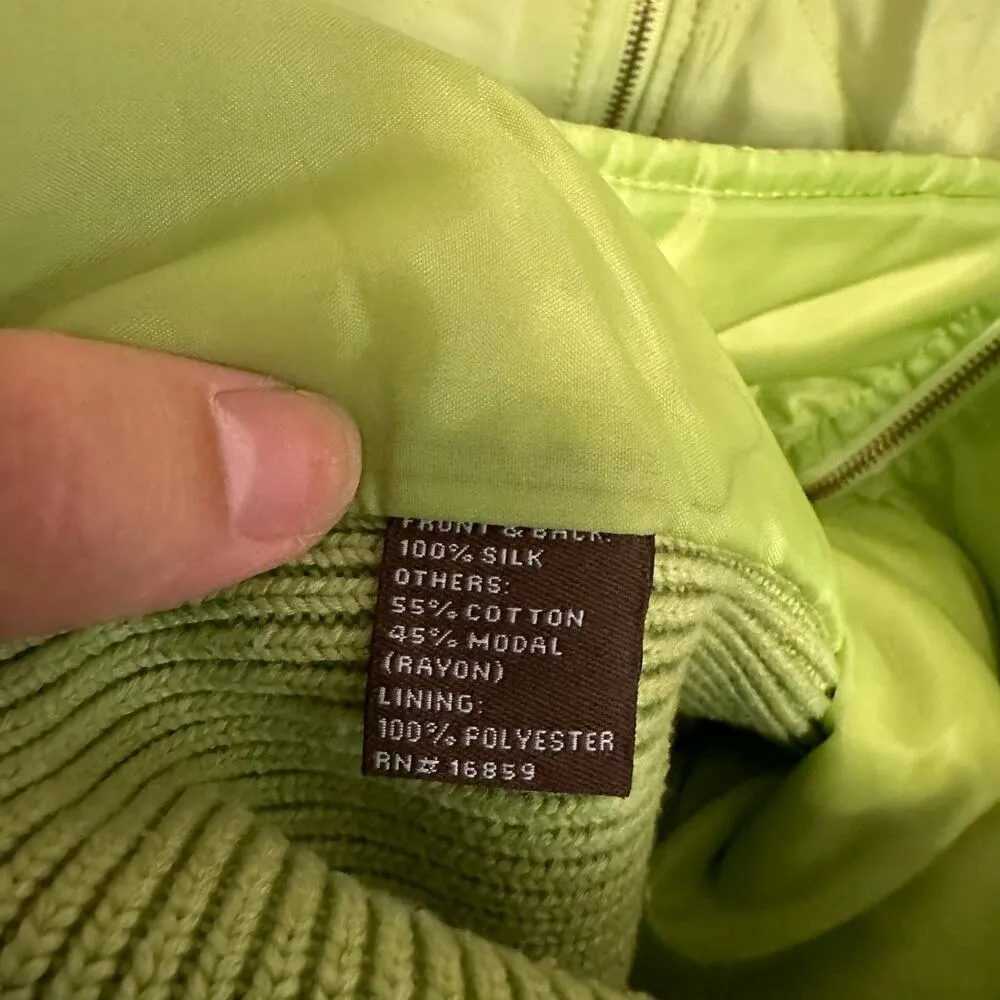 FRONT & BACK:
100% SILK
OTHERS:
55% COTTON
45% MODAL
(RAYON)
LINING:
100% POLYESTER
RN# 16859